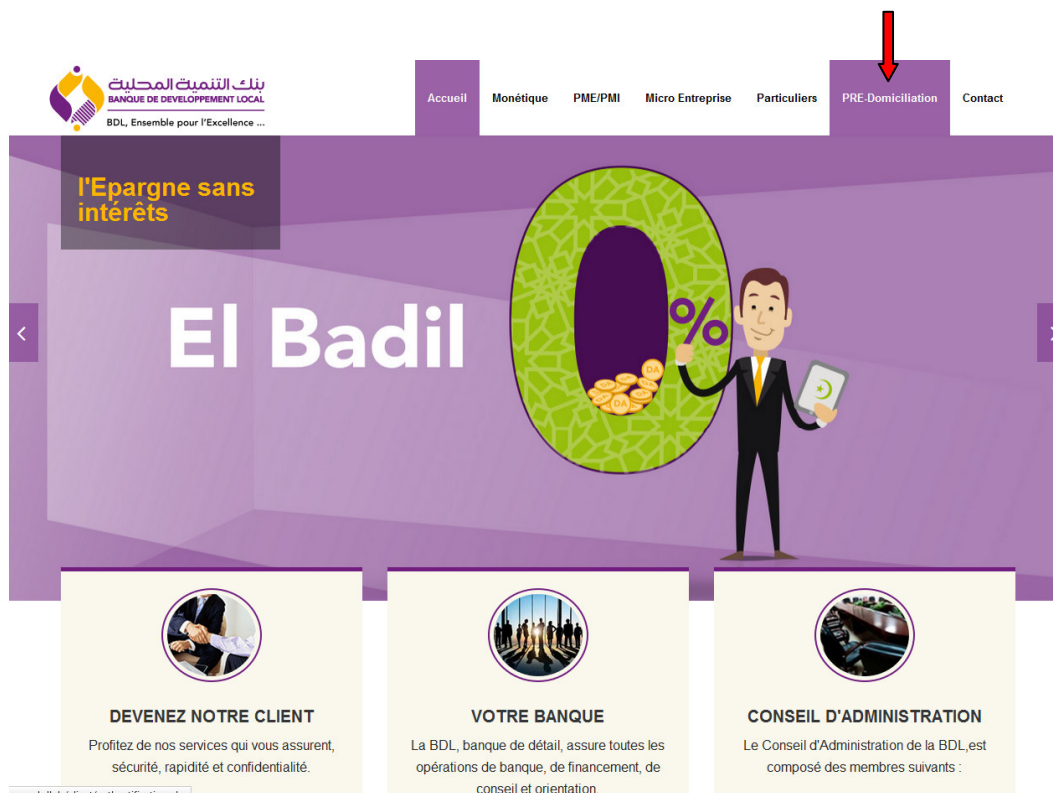 بنك التنمية المحلية
BANQUE DE DEVELOPPEMENT LOCAL
BDL, Ensemble pour l'Excellence ...
Accueil Monétique PME/PMI Micro Entreprise Particuliers PRE-Domiciliation Contact
l'Epargne sans
intérêts
El Badil
0%
DA
DA
DEVENEZ NOTRE CLIENT
Profitez de nos services qui vous assurent,
sécurité, rapidité et confidentialité.
VOTRE BANQUE
La BDL, banque de détail, assure toutes les
opérations de banque, de financement, de
conseil et orientation.
CONSEIL D'ADMINISTRATION
Le Conseil d'Administration de la BDL,est
composé des membres suivants :